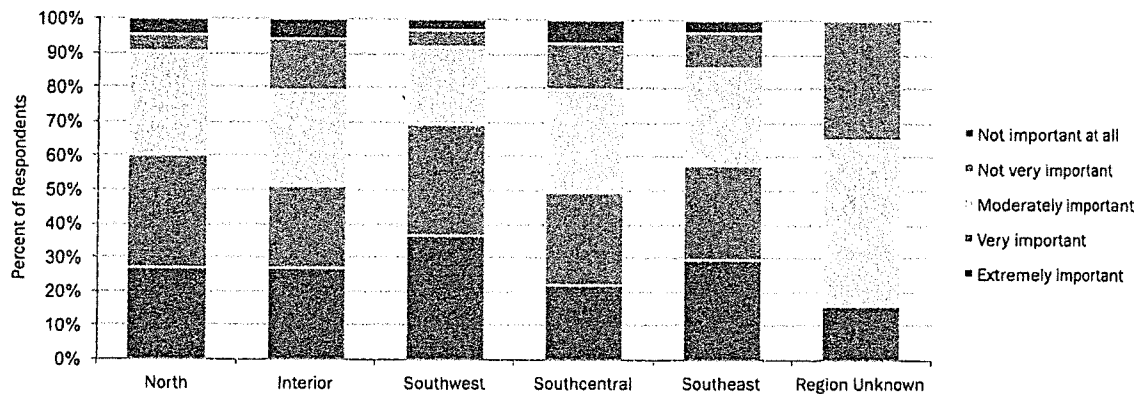 100%
90%
80%
70%
60%
50%
40%
30%
20%
10%
0%
Percent of Respondents
North
Interior
Southwest
Southcentral
Southeast
Region Unknown
Not important at all
Not very important
Moderately important
Very important
Extremely important